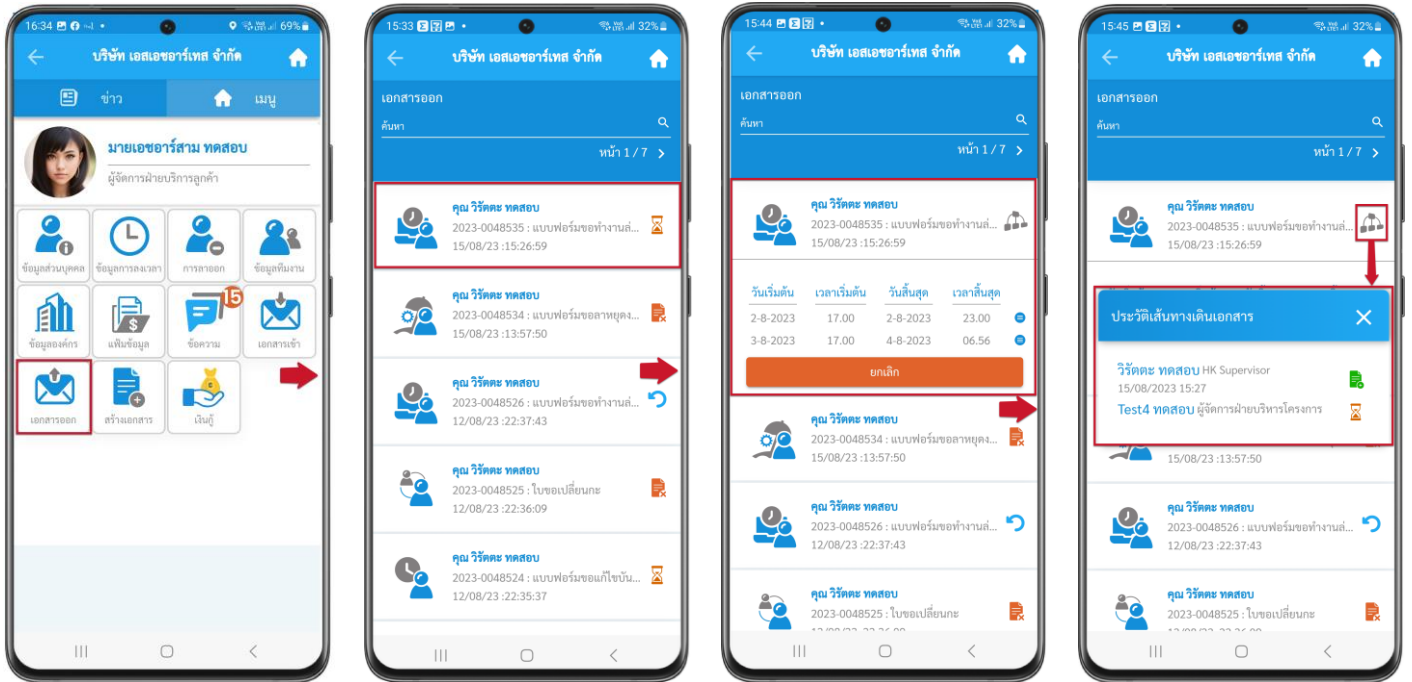 16:34
69%
บริษัท เอสเอชอาร์เทส จำกัด
ข่าว
เมนู
มายเอชอาร์สาม ทดสอบ
ผู้จัดการฝ่ายบริการลูกค้า
ข้อมูลส่วนบุคคล
ข้อมูลการลงเวลา
การลาออก
ข้อมูลทีมงาน
15
ข้อมูลองค์กร
แฟ้มข้อมูล
ข้อความ
เอกสารเข้า
เอกสารออก
สร้างเอกสาร
เงินกู้
15:33
32%
บริษัท เอสเอชอาร์เทส จำกัด
เอกสารออก
ค้นหา
หน้า 1 / 7 >
คุณ วิรัตตะ ทดสอบ
2023-0048535 : แบบฟอร์มขอทำงานล่...
15/08/23 :15:26:59
คุณ วิรัตตะ ทดสอบ
2023-0048534 : แบบฟอร์มขอลาหยุดง...
15/08/23 :13:57:50
คุณ วิรัตตะ ทดสอบ
2023-0048526 : แบบฟอร์มขอทำงานล่...
12/08/23 :22:37:43
คุณ วิรัตตะ ทดสอบ
2023-0048525 : ใบขอเปลี่ยนกะ
12/08/23 :22:36:09
คุณ วิรัตตะ ทดสอบ
2023-0048524 : แบบฟอร์มขอแก้ไขบัน...
12/08/23 :22:35:37
15:44
32%
บริษัท เอสเอชอาร์เทส จำกัด
เอกสารออก
ค้นหา
หน้า 1 / 7 >
คุณ วิรัตตะ ทดสอบ
2023-0048535 : แบบฟอร์มขอทำงานล่...
15/08/23 :15:26:59
วันเริ่มต้น เวลาเริ่มต้น วันสิ้นสุด เวลาสิ้นสุด
2-8-2023 17.00 2-8-2023 23.00
3-8-2023 17.00 4-8-2023 06.56
ยกเลิก
คุณ วิรัตตะ ทดสอบ
2023-0048534 : แบบฟอร์มขอลาหยุดง...
15/08/23 :13:57:50
คุณ วิรัตตะ ทดสอบ
2023-0048526 : แบบฟอร์มขอทำงานล่...
12/08/23 :22:37:43
คุณ วิรัตตะ ทดสอบ
2023-0048525 : ใบขอเปลี่ยนกะ
15:45
32%
บริษัท เอสเอชอาร์เทส จำกัด
เอกสารออก
ค้นหา
หน้า 1 / 7 >
คุณ วิรัตตะ ทดสอบ
2023-0048535 : แบบฟอร์มขอทำงานล่...
15/08/23 :15:26:59
ประวัติเส้นทางเดินเอกสาร
วิรัตตะ ทดสอบ HK Supervisor
15/08/2023 15:27
Test4 ทดสอบ ผู้จัดการฝ่ายบริหารโครงการ
15/08/23 :13:57:50
คุณ วิรัตตะ ทดสอบ
2023-0048526 : แบบฟอร์มขอทำงานล่...
12/08/23 :22:37:43
คุณ วิรัตตะ ทดสอบ
2023-0048525 : ใบขอเปลี่ยนกะ